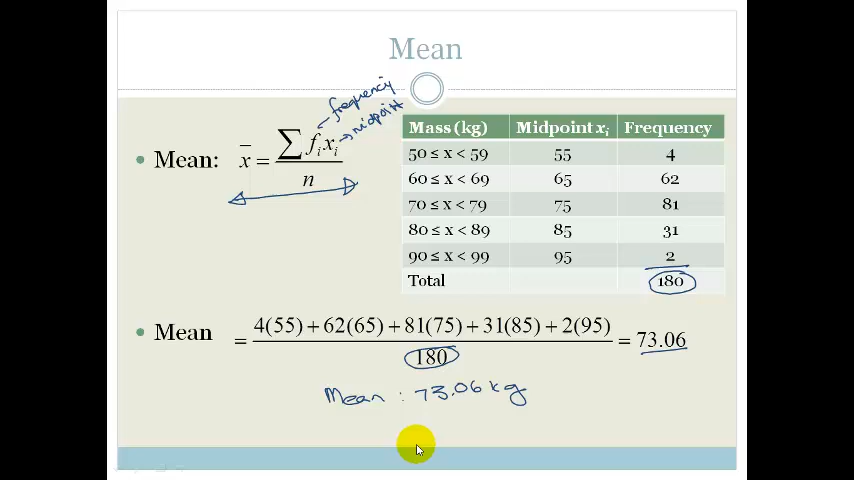 Mean
frequency
midpoint
Mean: x̄ = ∑ fᵢxᵢ / n
Mass (kg) Midpoint xᵢ Frequency
50 ≤ x < 59 55 4
60 ≤ x < 69 65 62
70 ≤ x < 79 75 81
80 ≤ x < 89 85 31
90 ≤ x < 99 95 2
Total 180
Mean = 4(55) + 62(65) + 81(75) + 31(85) + 2(95) / 180 = 73.06
Mean : 73.06 kg